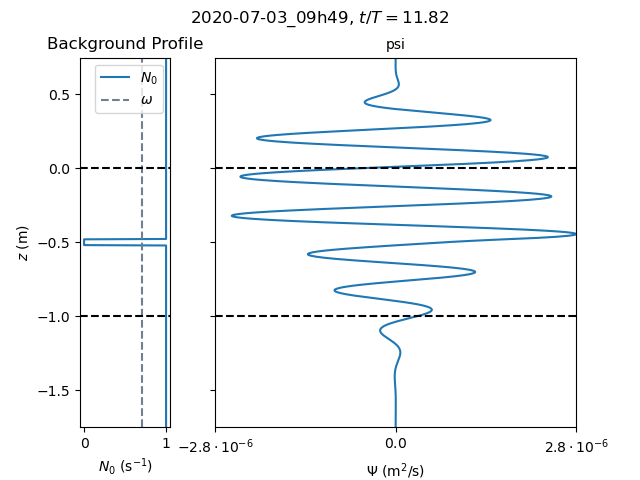 2020-07-03_09h49, t/T = 11.82
Background Profile
psi
N₀
ω
0.5
0.0
−0.5
−1.0
−1.5
z (m)
0
1
N₀ (s⁻¹)
−2.8 · 10⁻⁶
0.0
2.8 · 10⁻⁶
Ψ (m²/s)